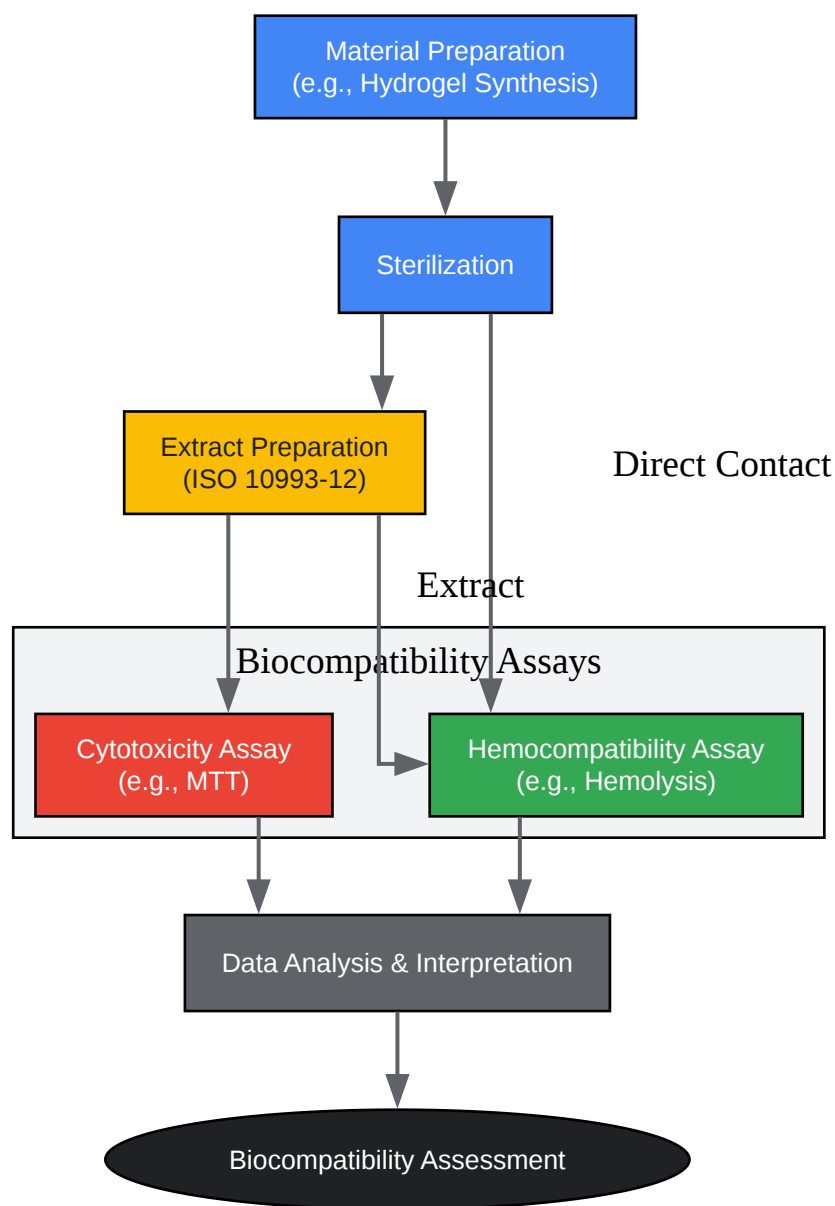 Material Preparation
(e.g., Hydrogel Synthesis)
Sterilization
Extract Preparation
(ISO 10993-12)
Direct Contact
Extract
Biocompatibility Assays
Cytotoxicity Assay
(e.g., MTT)
Hemocompatibility Assay
(e.g., Hemolysis)
Data Analysis & Interpretation
Biocompatibility Assessment